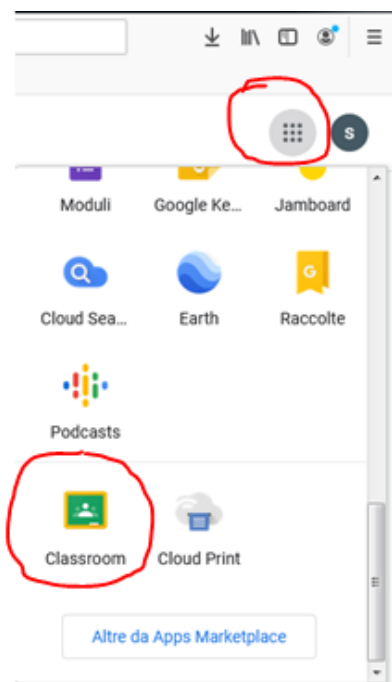 S
Moduli Google Ke... Jamboard
G
Cloud Sea... Earth Raccolte
Podcasts
Classroom Cloud Print
Altre da Apps Marketplace